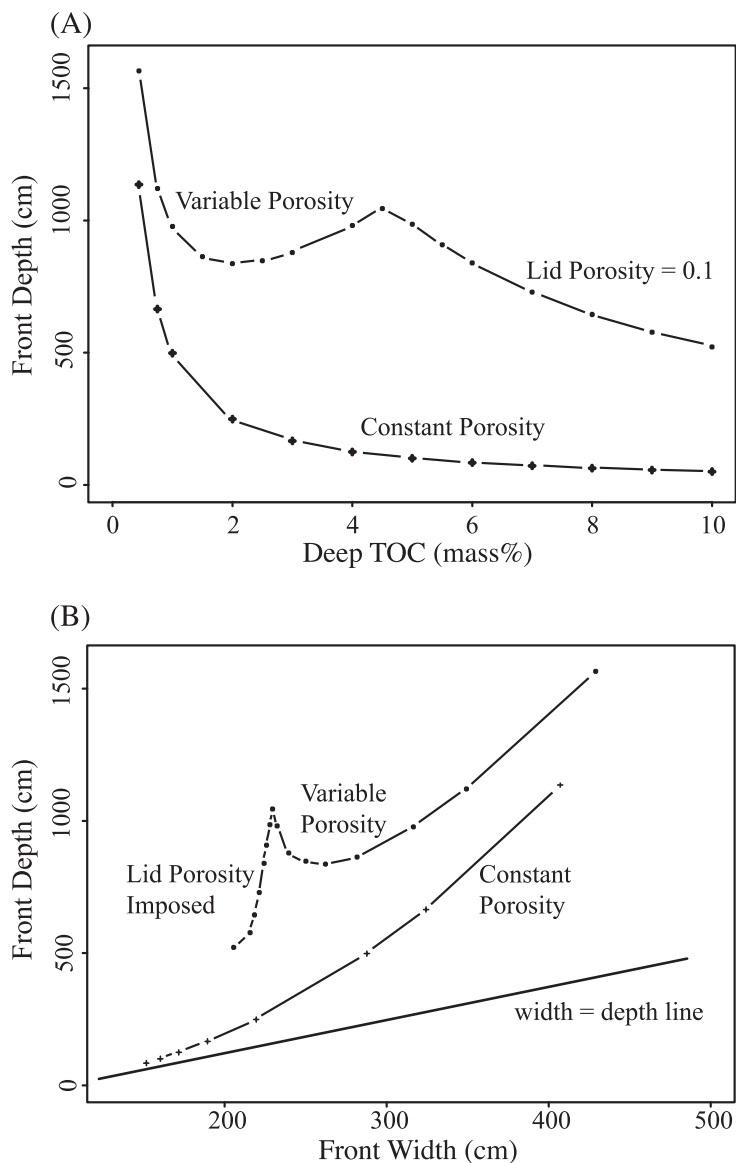 (A)
1500
1000
500
0
Front Depth (cm)
Variable Porosity
Lid Porosity = 0.1
Constant Porosity
0 2 4 6 8 10
Deep TOC (mass%)
(B)
1500
1000
500
0
Front Depth (cm)
Variable
Porosity
Lid Porosity
Imposed
Constant
Porosity
width = depth line
200 300 400 500
Front Width (cm)